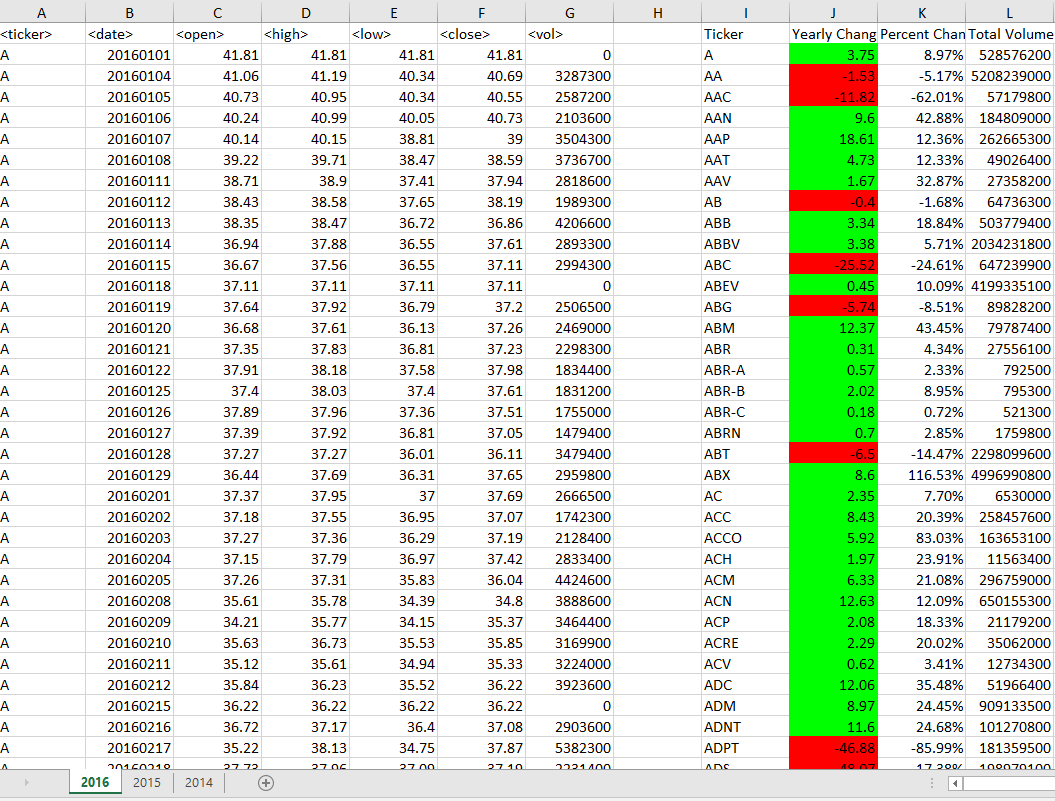 A B C D E F G H I J K L
<ticker> <date> <open> <high> <low> <close> <vol> Ticker Yearly Chang Percent Chan Total Volume
A 20160101 41.81 41.81 41.81 41.81 0 A 3.75 8.97% 528576200
A 20160104 41.06 41.19 40.34 40.69 3287300 AA -1.53 -5.17% 5208239000
A 20160105 40.73 40.95 40.34 40.55 2587200 AAC -11.82 -62.01% 57179800
A 20160106 40.24 40.99 40.05 40.73 2103600 AAN 9.6 42.88% 184809000
A 20160107 40.14 40.15 38.81 39 3504300 AAP 18.61 12.36% 262665300
A 20160108 39.22 39.71 38.47 38.59 3736700 AAT 4.73 12.33% 49026400
A 20160111 38.71 38.9 37.41 37.94 2818600 AAV 1.67 32.87% 27358200
A 20160112 38.43 38.58 37.65 38.19 1989300 AB -0.4 -1.68% 64736300
A 20160113 38.35 38.47 36.72 36.86 4206600 ABB 3.34 18.84% 503779400
A 20160114 36.94 37.88 36.55 37.61 2893300 ABBV 3.38 5.71% 2034231800
A 20160115 36.67 37.56 36.55 37.11 2994300 ABC -25.52 -24.61% 647239900
A 20160118 37.11 37.11 37.11 37.11 0 ABEV 0.45 10.09% 4199335100
A 20160119 37.64 37.92 36.79 37.2 2506500 ABG -5.74 -8.51% 89828200
A 20160120 36.68 37.61 36.13 37.26 2469000 ABM 12.37 43.45% 79787400
A 20160121 37.35 37.83 36.81 37.23 2298300 ABR 0.31 4.34% 27556100
A 20160122 37.91 38.18 37.58 37.98 1834400 ABR-A 0.57 2.33% 792500
A 20160125 37.4 38.03 37.4 37.61 1831200 ABR-B 2.02 8.95% 795300
A 20160126 37.89 37.96 37.36 37.51 1755000 ABR-C 0.18 0.72% 521300
A 20160127 37.39 37.92 36.81 37.05 1479400 ABRN 0.7 2.85% 1759800
A 20160128 37.27 37.27 36.01 36.11 3479400 ABT -6.5 -14.47% 2298099600
A 20160129 36.44 37.69 36.31 37.65 2959800 ABX 8.6 116.53% 4996990800
A 20160201 37.37 37.95 37 37.69 2666500 AC 2.35 7.70% 6530000
A 20160202 37.18 37.55 36.95 37.07 1742300 ACC 8.43 20.39% 258457600
A 20160203 37.27 37.36 36.29 37.19 2128400 ACCO 5.92 83.03% 163653100
A 20160204 37.15 37.79 36.97 37.42 2833400 ACH 1.97 23.91% 11563400
A 20160205 37.26 37.31 35.83 36.04 4424600 ACM 6.33 21.08% 296759000
A 20160208 35.61 35.78 34.39 34.8 3888600 ACN 12.63 12.09% 650155300
A 20160209 34.21 35.77 34.15 35.37 3464400 ACP 2.08 18.33% 21179200
A 20160210 35.63 36.73 35.53 35.85 3169900 ACRE 2.29 20.02% 35062000
A 20160211 35.12 35.61 34.94 35.33 3224000 ACV 0.62 3.41% 12734300
A 20160212 35.84 36.23 35.52 36.22 3923600 ADC 12.06 35.48% 51966400
A 20160215 36.22 36.22 36.22 36.22 0 ADM 8.97 24.45% 909133500
A 20160216 36.72 37.17 36.4 37.08 2903600 ADNT 11.6 24.68% 101270800
A 20160217 35.22 38.13 34.75 37.87 5382300 ADPT -46.88 -85.99% 181359500
2016 2015 2014